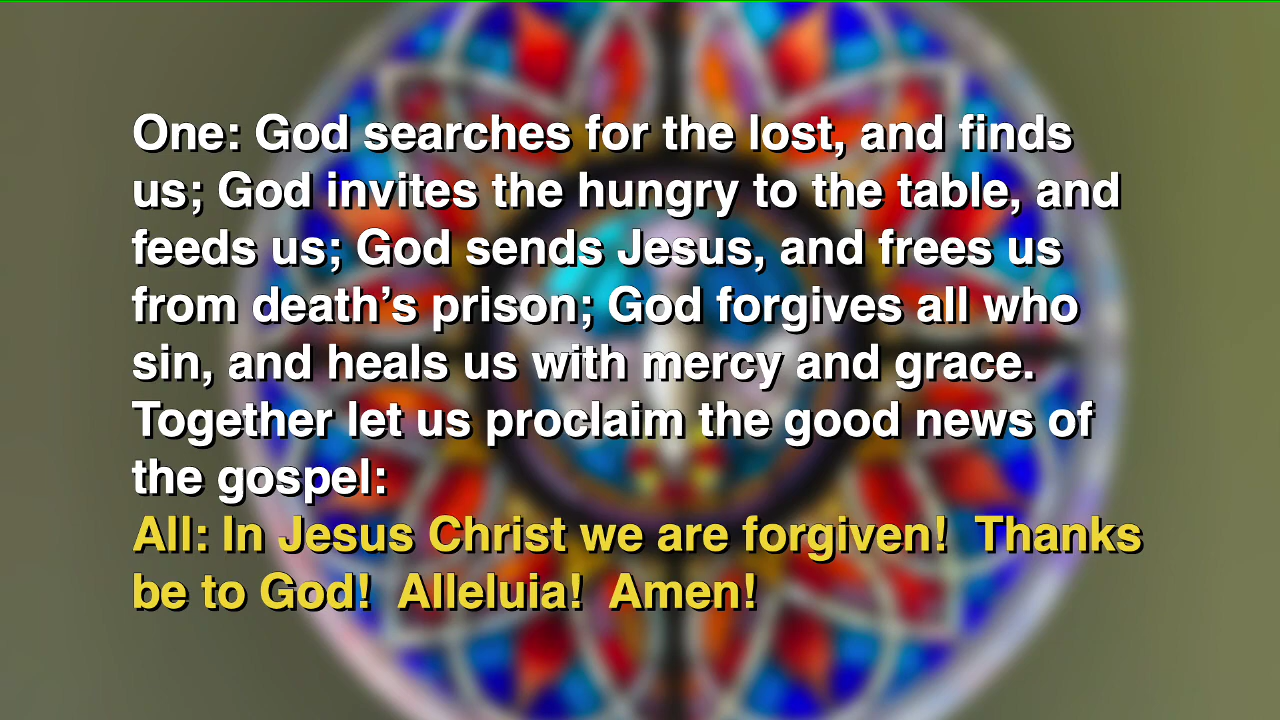 One: God searches for the lost, and finds
us; God invites the hungry to the table, and
feeds us; God sends Jesus, and frees us
from death’s prison; God forgives all who
sin, and heals us with mercy and grace.
Together let us proclaim the good news of
the gospel:
All: In Jesus Christ we are forgiven!  Thanks
be to God!  Alleluia!  Amen!